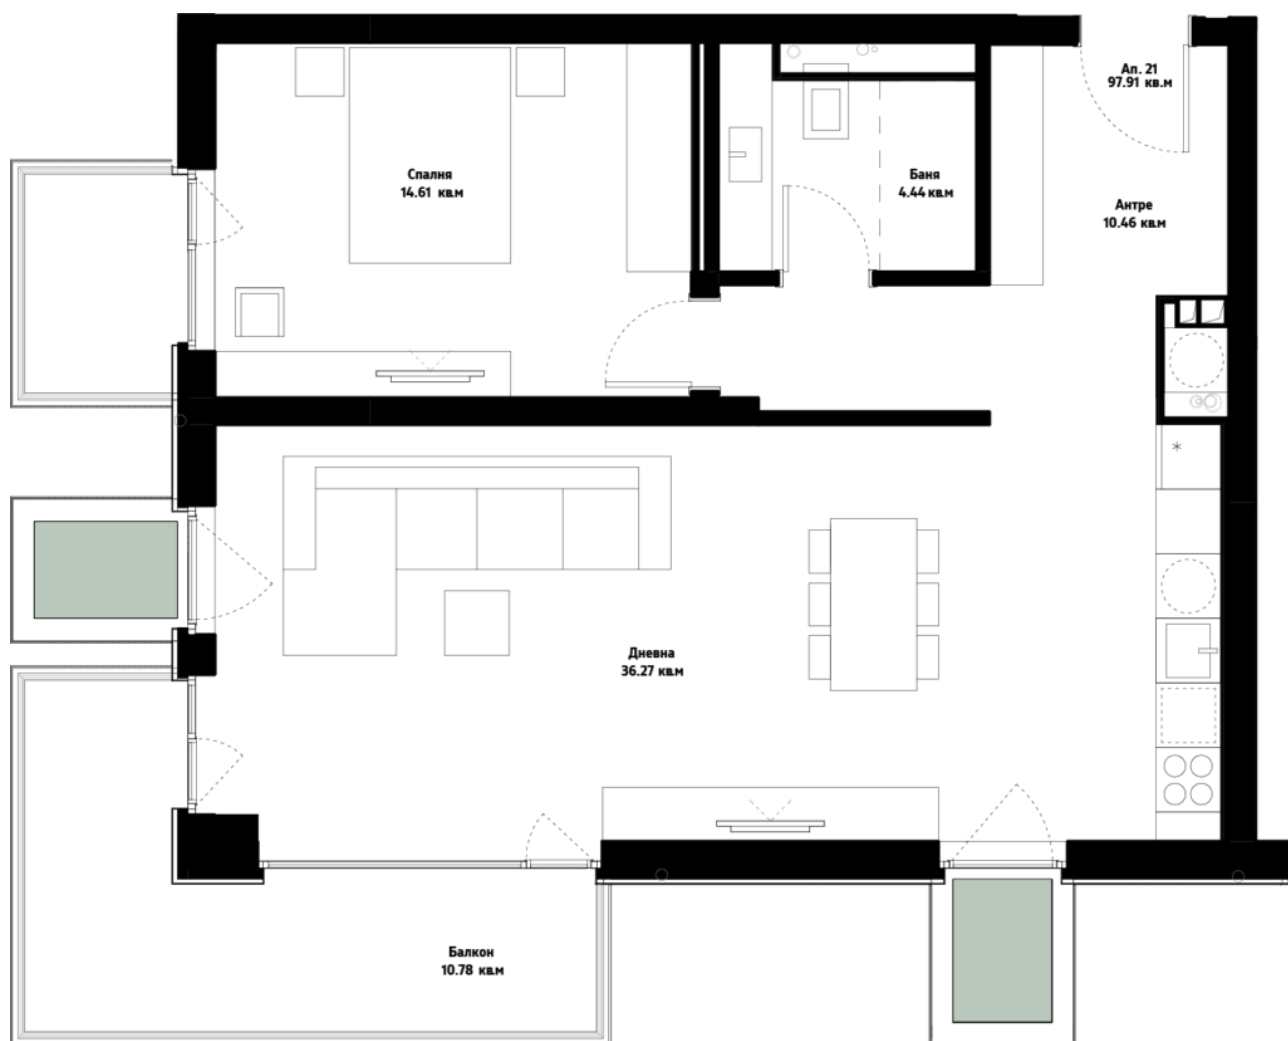 Ап. 21
97.91 кв.м
Спалня
14.61 кв.м
Баня
4.44 кв.м
Антре
10.46 кв.м
Дневна
36.27 кв.м
Балкон
10.78 кв.м